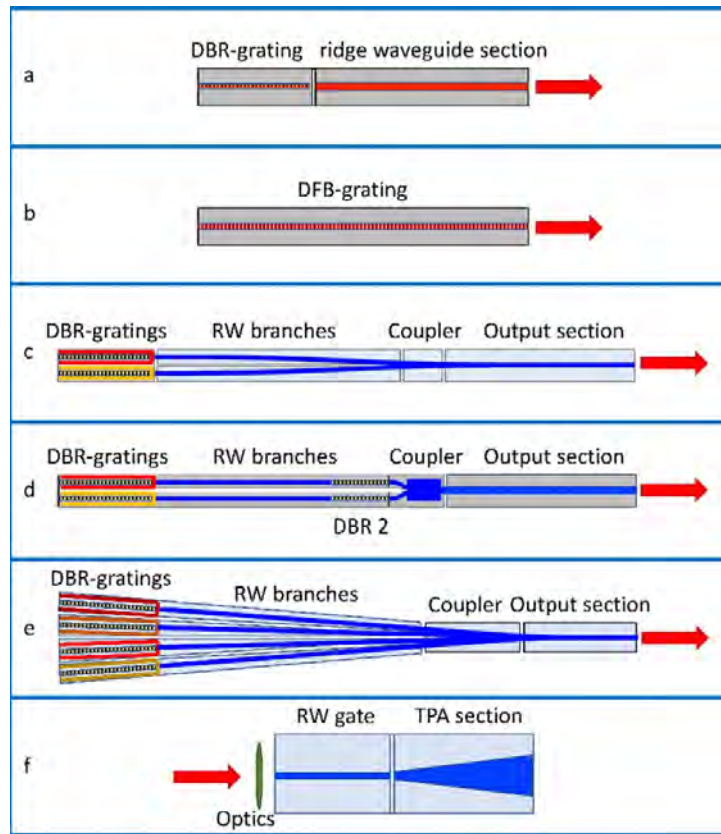 a
DBR-grating ridge waveguide section
b
DFB-grating
c
DBR-gratings RW branches Coupler Output section
d
DBR-gratings RW branches Coupler Output section
DBR 2
e
DBR-gratings
RW branches
Coupler Output section
f
RW gate TPA section
Optics